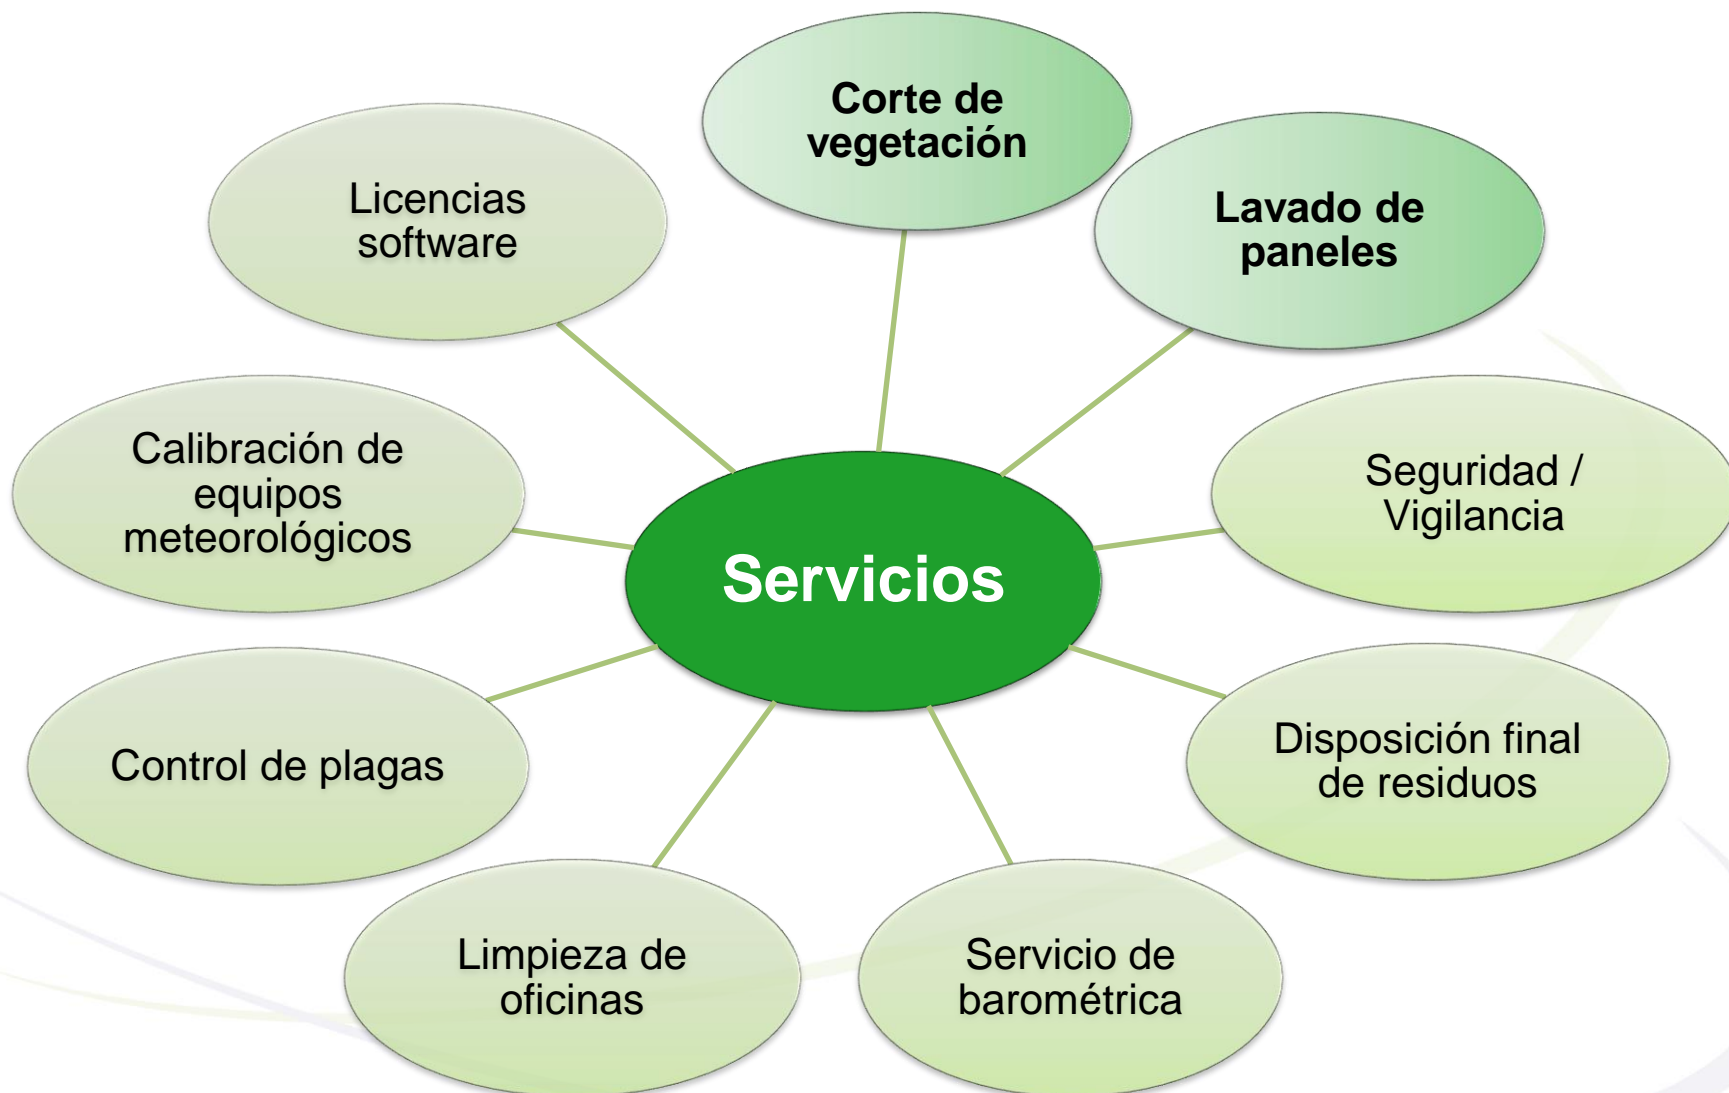 Corte de
vegetación
Lavado de
paneles
Seguridad /
Vigilancia
Disposición final
de residuos
Servicio de
barométrica
Limpieza de
oficinas
Control de plagas
Calibración de
equipos
meteorológicos
Licencias
software
Servicios